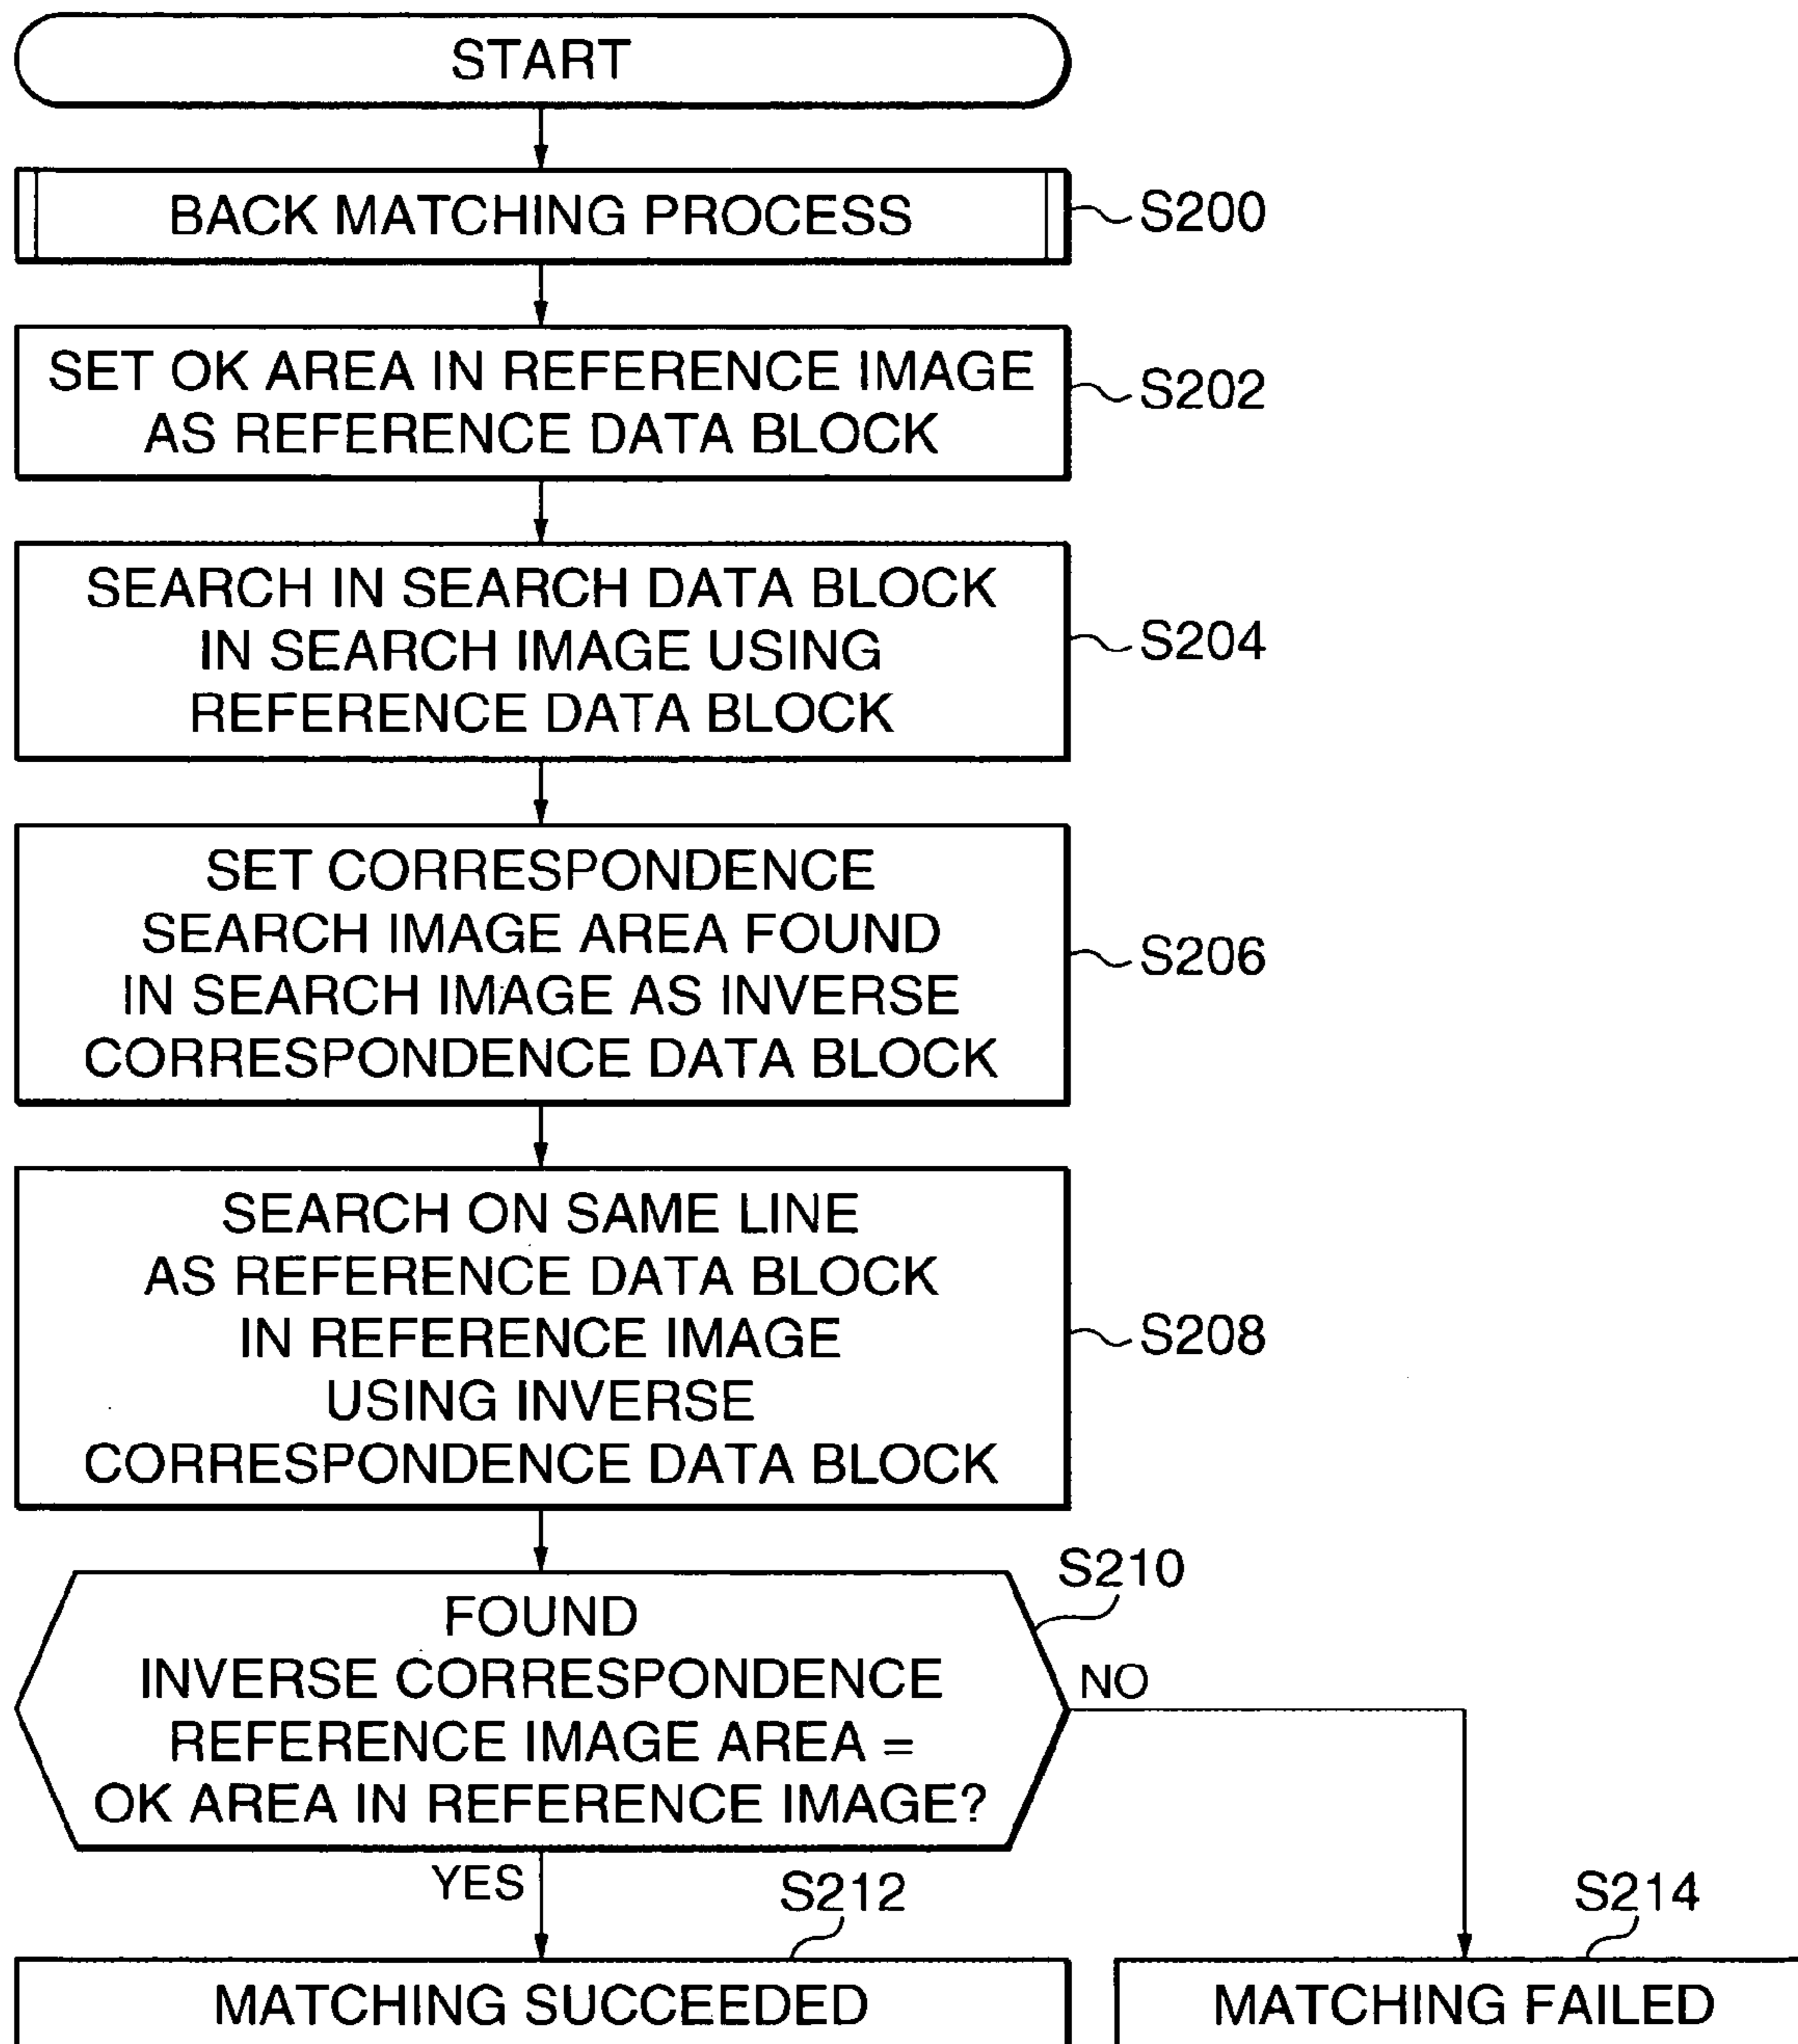 START
BACK MATCHING PROCESS
S200
SET OK AREA IN REFERENCE IMAGE
AS REFERENCE DATA BLOCK
S202
SEARCH IN SEARCH DATA BLOCK
IN SEARCH IMAGE USING
REFERENCE DATA BLOCK
S204
SET CORRESPONDENCE
SEARCH IMAGE AREA FOUND
IN SEARCH IMAGE AS INVERSE
CORRESPONDENCE DATA BLOCK
S206
SEARCH ON SAME LINE
AS REFERENCE DATA BLOCK
IN REFERENCE IMAGE
USING INVERSE
CORRESPONDENCE DATA BLOCK
S208
S210
FOUND
INVERSE CORRESPONDENCE
REFERENCE IMAGE AREA =
OK AREA IN REFERENCE IMAGE?
NO
YES
S212
S214
MATCHING SUCCEEDED
MATCHING FAILED